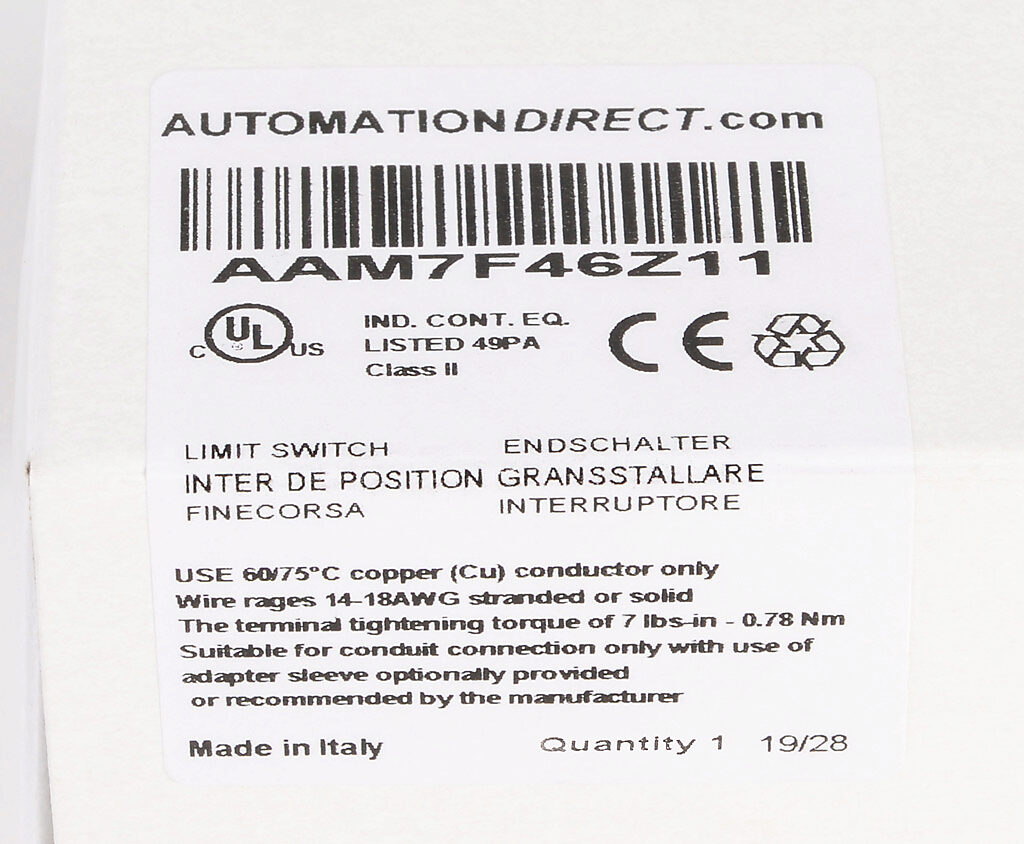 AUTOMATIONDIRECT.com
AAM7F46Z11
C UL US
IND. CONT. EQ.
LISTED 49PA
Class II
CE
LIMIT SWITCH ENDSCHALTER
INTER DE POSITION GRANSSTALLARE
FINECORSA INTERRUPTORE
USE 60/75°C copper (Cu) conductor only
Wire rages 14-18AWG stranded or solid
The terminal tightening torque of 7 lbs-in - 0.78 Nm
Suitable for conduit connection only with use of
adapter sleeve optionally provided
or recommended by the manufacturer
Made in Italy Quantity 1 19/28